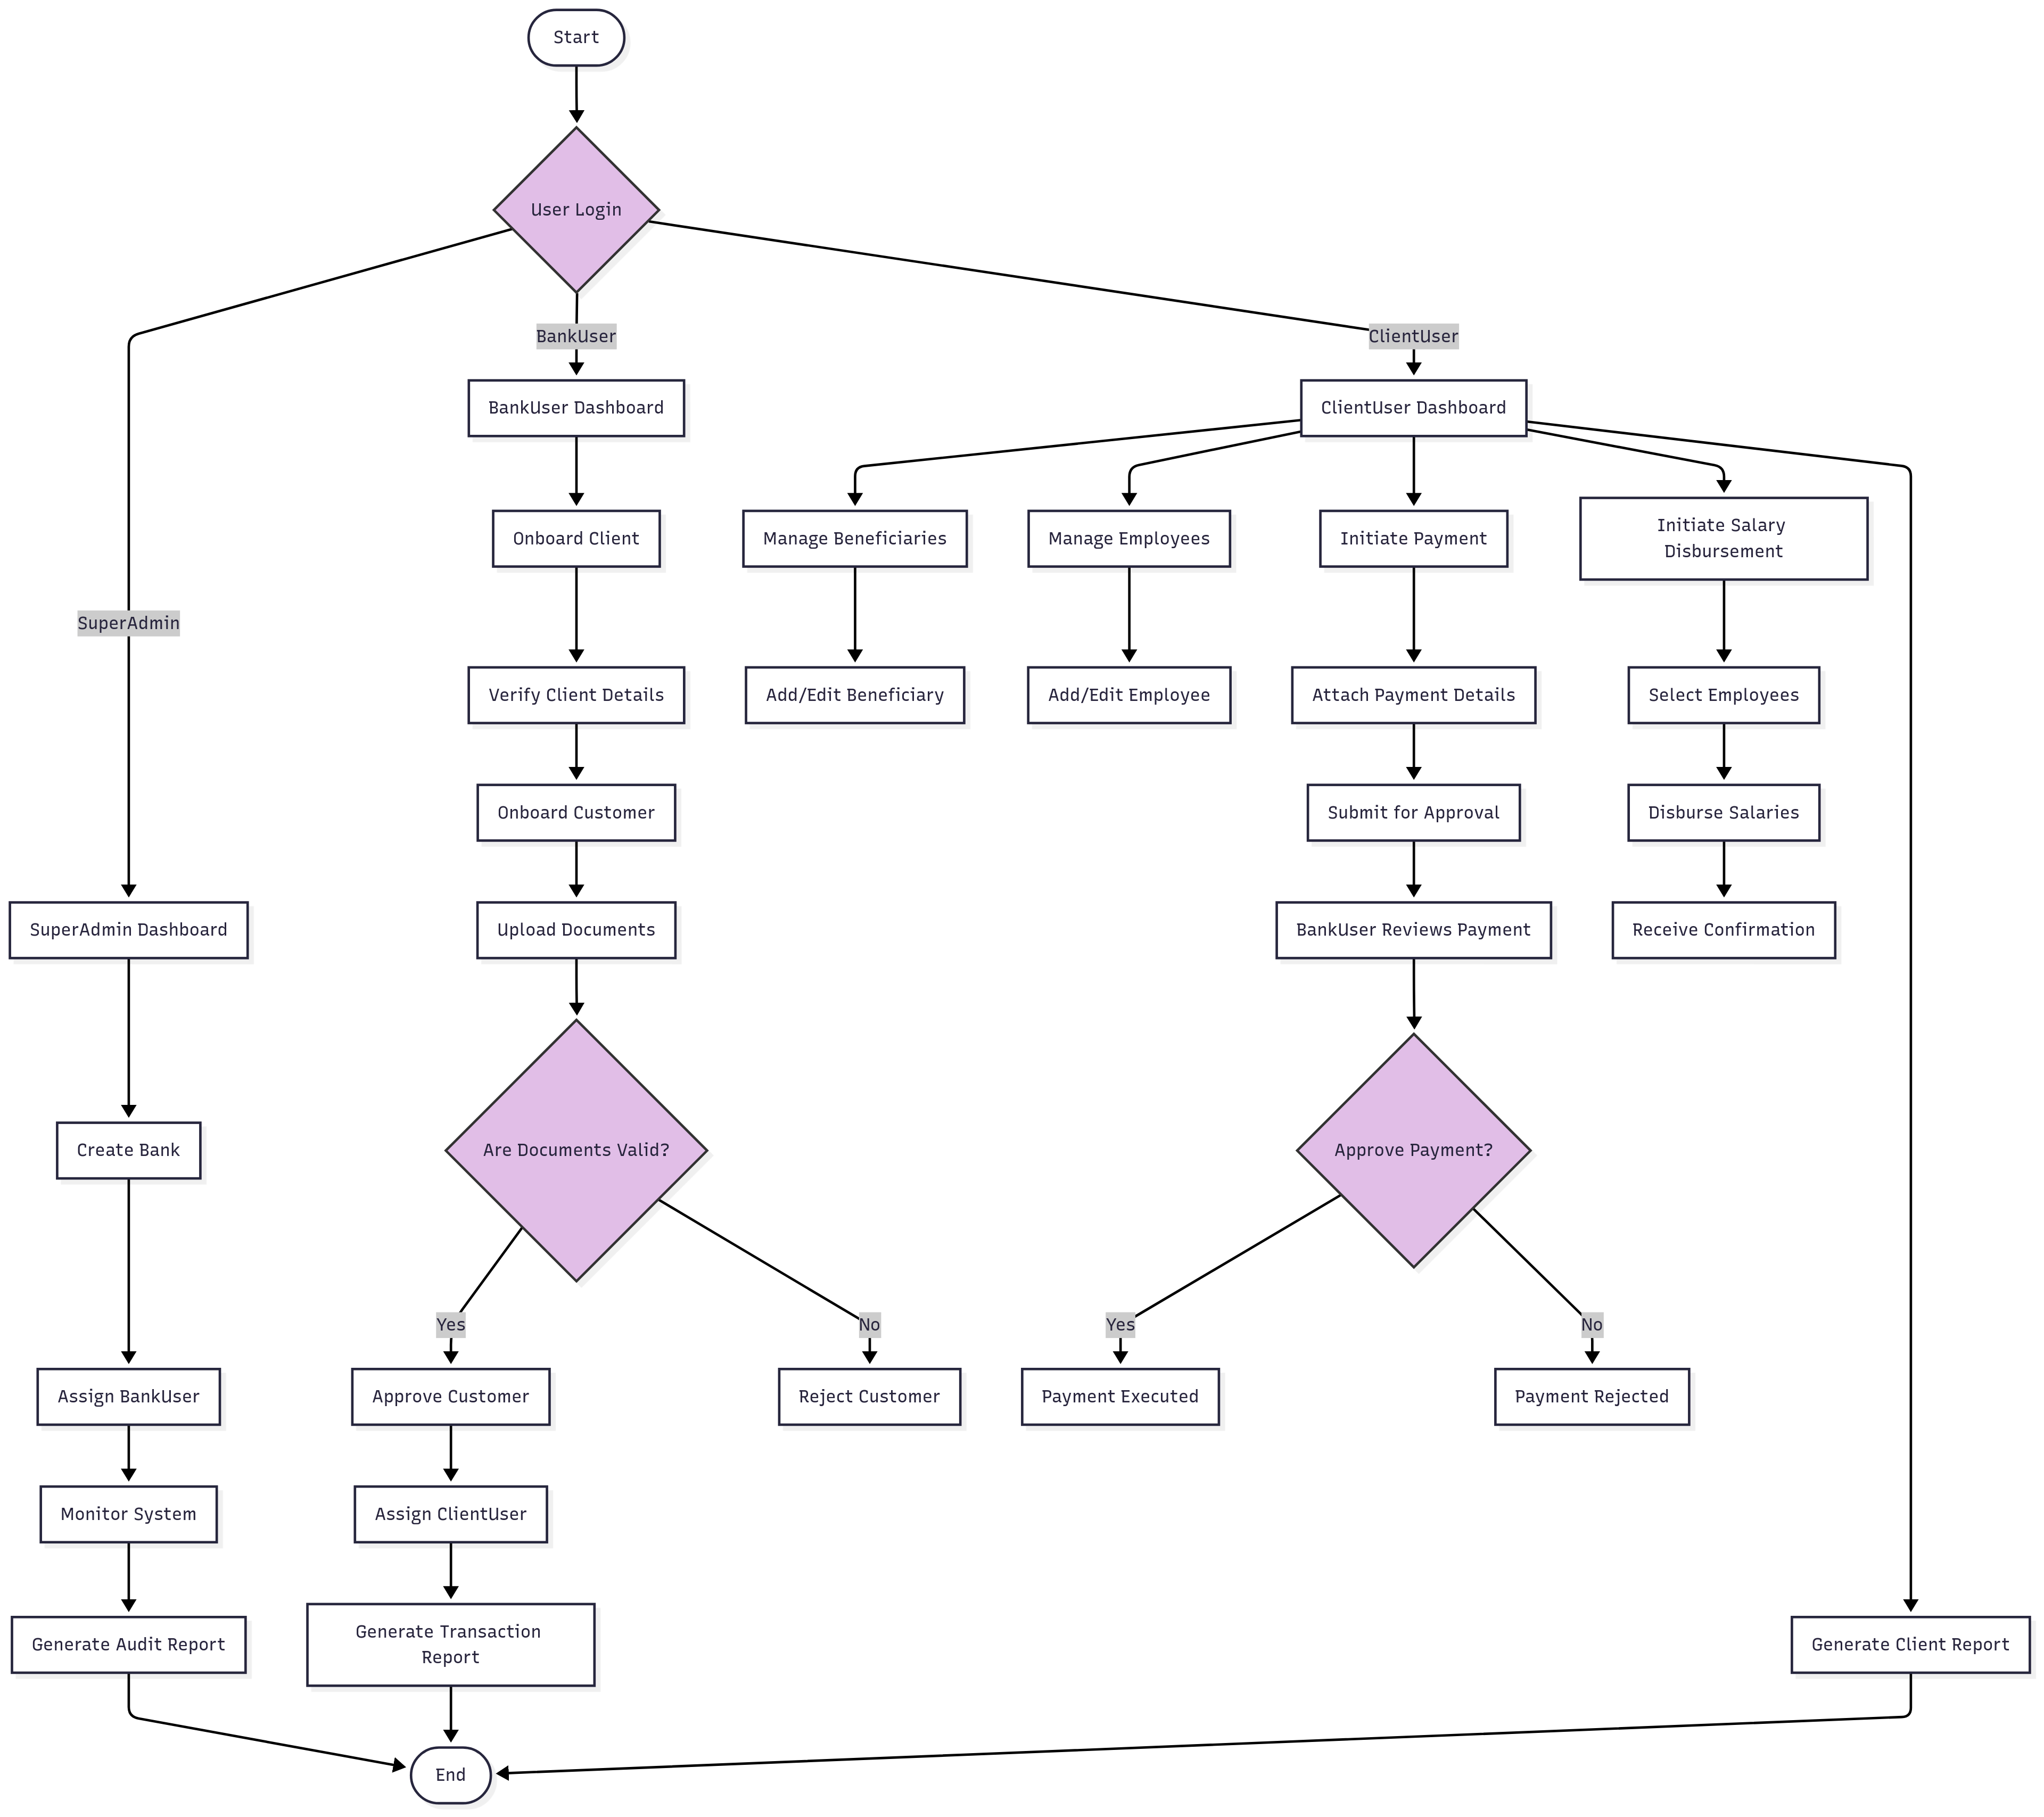 Start
User Login
BankUser
ClientUser
BankUser Dashboard
ClientUser Dashboard
Onboard Client
Manage Beneficiaries
Manage Employees
Initiate Payment
Initiate Salary
Disbursement
SuperAdmin
Verify Client Details
Add/Edit Beneficiary
Add/Edit Employee
Attach Payment Details
Select Employees
Onboard Customer
Submit for Approval
Disburse Salaries
SuperAdmin Dashboard
Upload Documents
BankUser Reviews Payment
Receive Confirmation
Create Bank
Are Documents Valid?
Approve Payment?
Yes
No
Yes
No
Assign BankUser
Approve Customer
Reject Customer
Payment Executed
Payment Rejected
Monitor System
Assign ClientUser
Generate Audit Report
Generate Transaction
Report
Generate Client Report
End